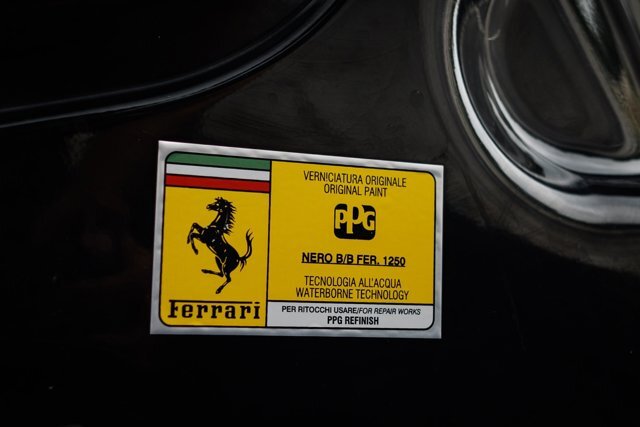 VERNICIATURA ORIGINALE
ORIGINAL PAINT
PPG
NERO B/B FER. 1250
TECNOLOGIA ALL'ACQUA
WATERBORNE TECHNOLOGY
Ferrari
PER RITOCCHI USARE/FOR REPAIR WORKS
PPG REFINISH